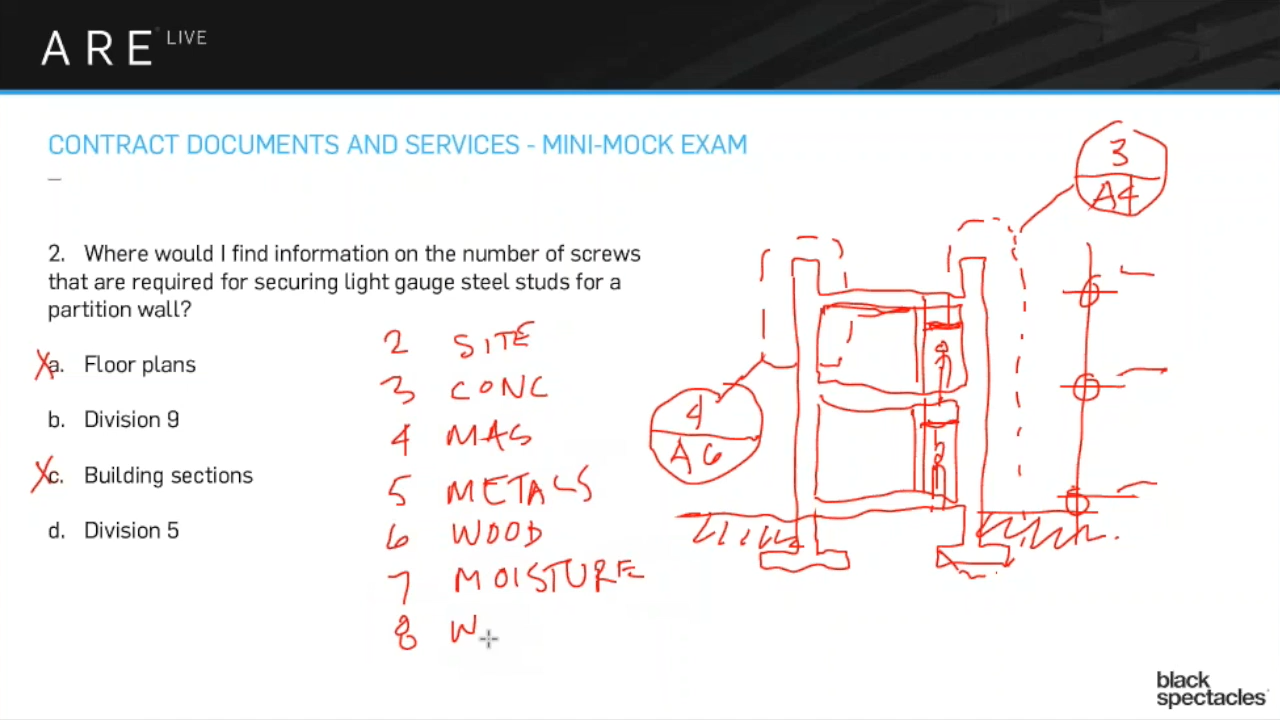 ARE LIVE
CONTRACT DOCUMENTS AND SERVICES - MINI-MOCK EXAM
2. Where would I find information on the number of screws
that are required for securing light gauge steel studs for a
partition wall?
X a. Floor plans
b. Division 9
X c. Building sections
d. Division 5
2 SITE
3 CONC
4 MAS
5 METALS
6 WOOD
7 MOISTURE
8 W
4
A6
3
A4
black
spectacles